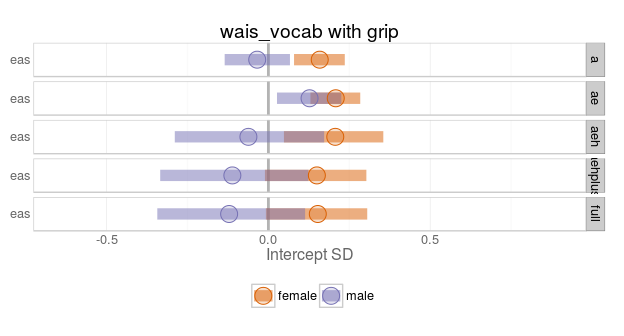 wais_vocab with grip
eas
a
eas
ae
eas
aeh
eas
eas
full
-0.5
0.0
0.5
Intercept SD
female
male